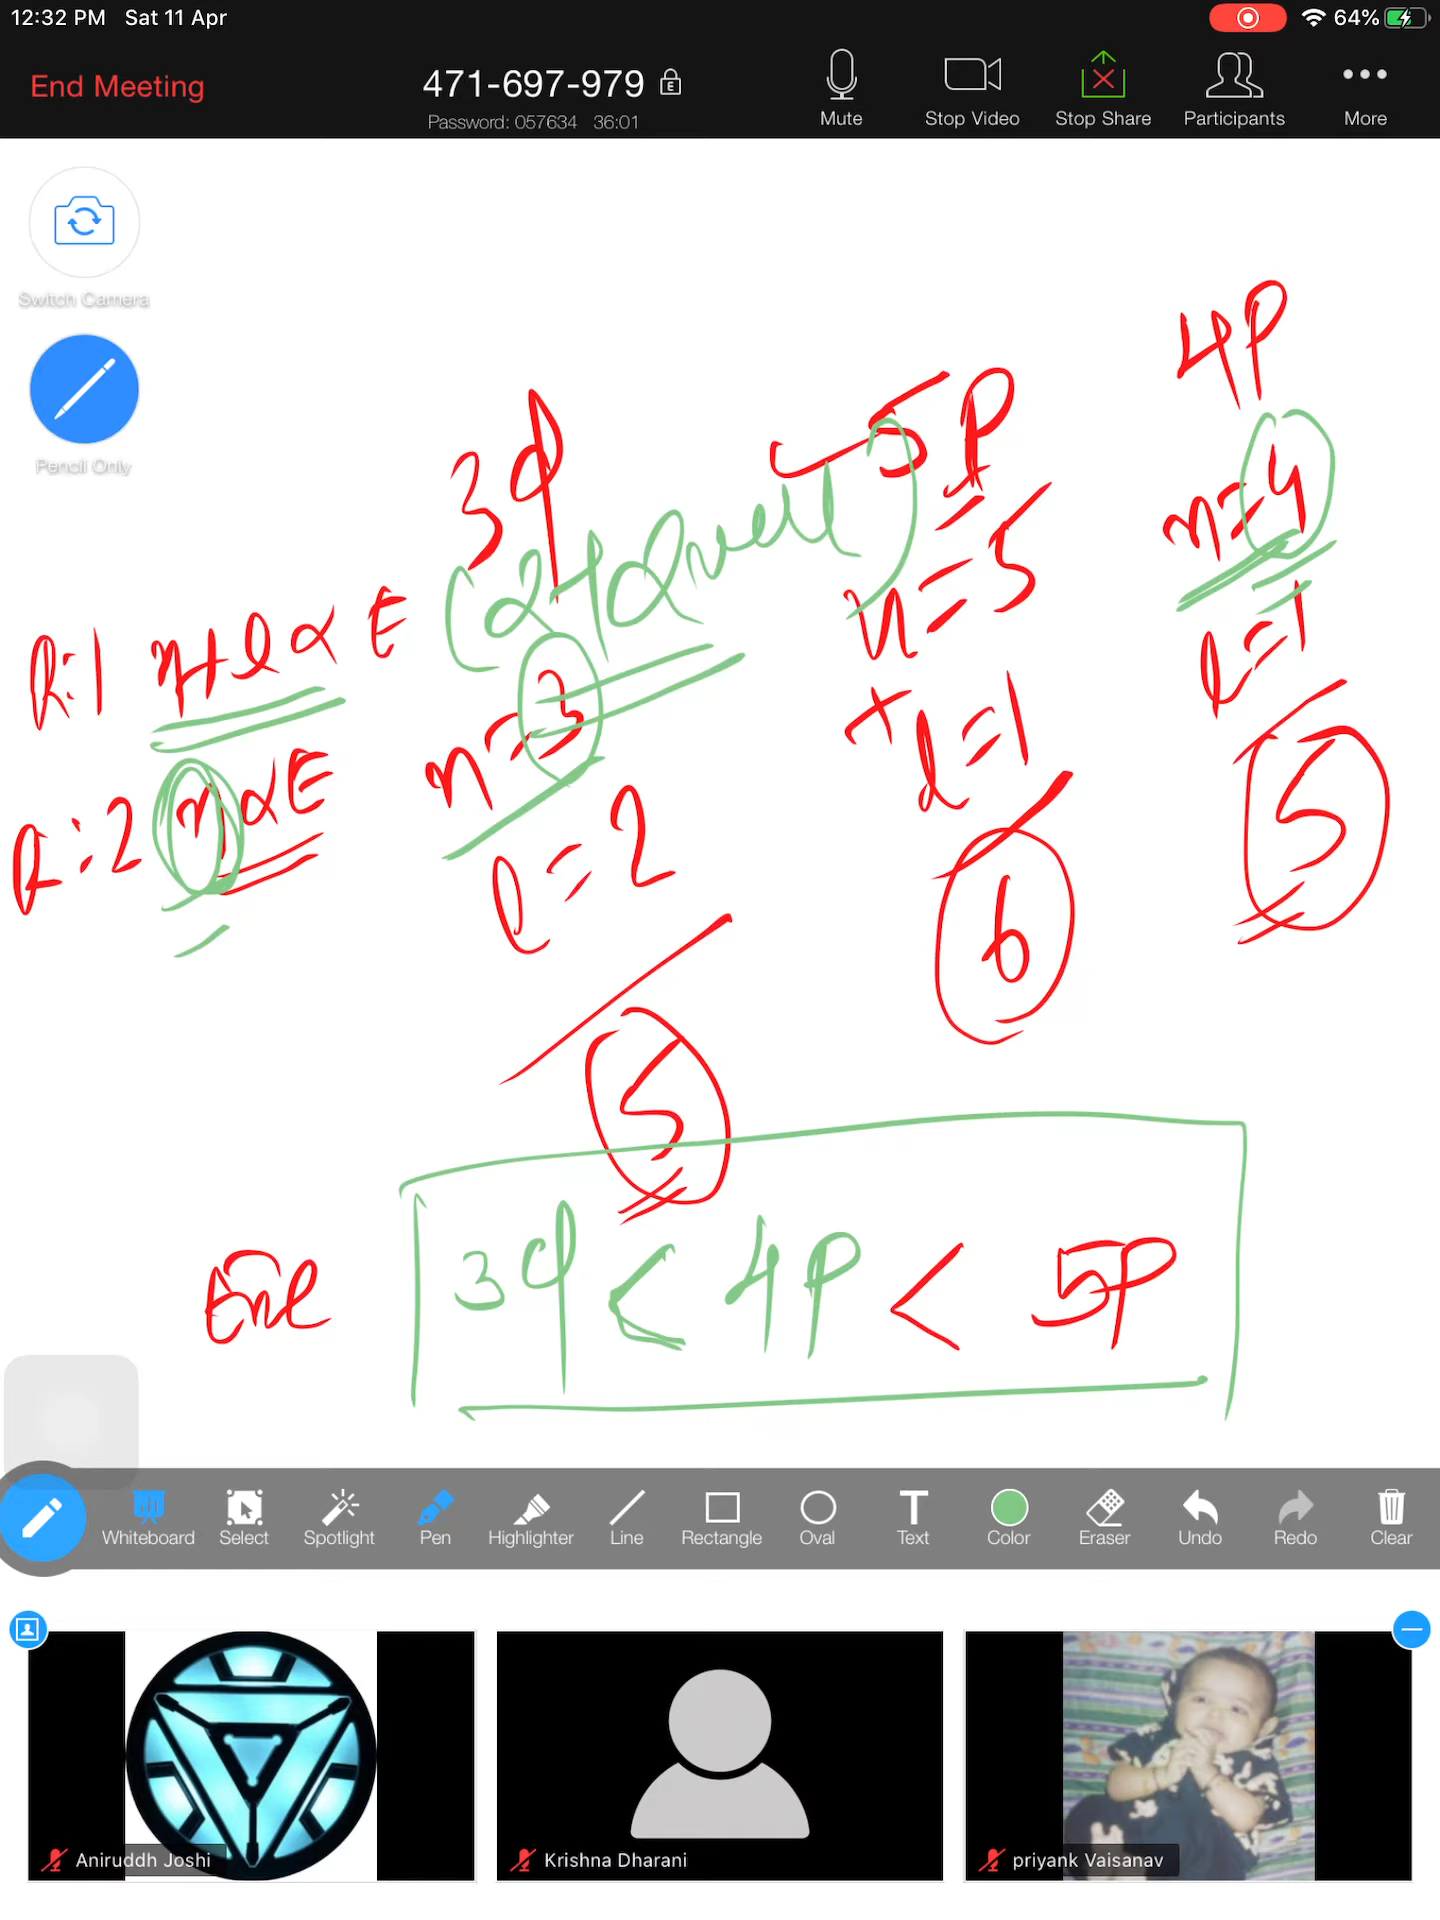 12:32 PM Sat 11 Apr
64%
End Meeting
471-697-979
Password: 057634 36:01
Mute
Stop Video
Stop Share
Participants
More
Switch Camera
Pencil Only
4P
3d
5P
n=4
n=5
l=1
R:1 n+l α E
n=3
+ l=1
5
R:2 n α E
l=2
6
5
3d < 4P < 5P
Whiteboard
Select
Spotlight
Pen
Highlighter
Line
Rectangle
Oval
Text
Color
Eraser
Undo
Redo
Clear
Aniruddh Joshi
Krishna Dharani
priyank Vaisanav